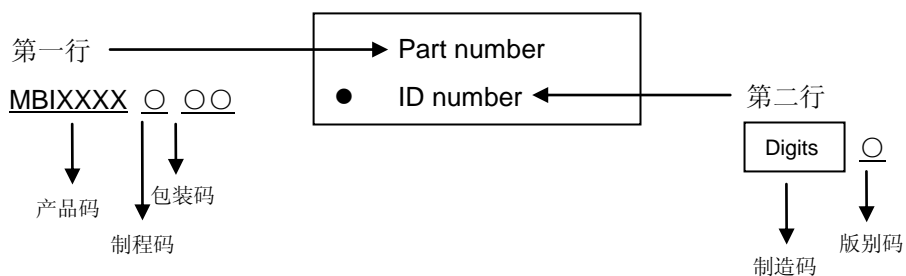 第一行
Part number
MBIXXXX ○ ○○
● ID number
第二行
Digits ○
产品码
包装码
制程码
制造码
版别码